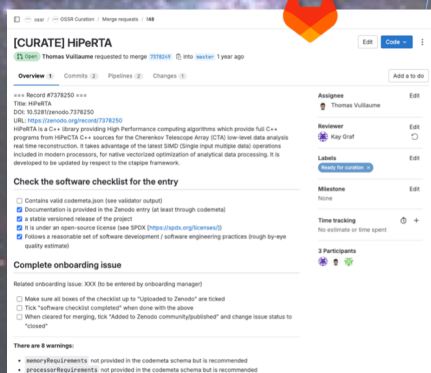 ossr / OSSR Curation / Merge requests / !48
[CURATE] HiPeRTA
Edit
Code
Open Thomas Vuillaume requested to merge 7378249 into master 1 year ago
Overview 1 Commits 2 Pipelines 2 Changes 1
Add a to do
=== Record #7378250 ===
Title: HiPeRTA
DOI: 10.5281/zenodo.7378250
URL: https://zenodo.org/record/7378250
HiPeRTA is a C++ library providing High Performance computing algorithms which provide full C++
programs from HiPeCTA C++ sources for the Cherenkov Telescope Array (CTA) low-level data analysis
real time reconstruction. It takes advantage of the latest SIMD (Single input multiple data) operations
included in modern processors, for native vectorized optimization of analytical data processing. It is
developed to be updated by respect to the ctapipe framework.
Check the software checklist for the entry
Contains valid codemeta.json (see validator output)
Documentation is provided in the Zenodo entry (at least through codemeta)
a stable versioned release of the project
It is under an open-source license (see SPDX [https://spdx.org/licenses/])
Follows a reasonable set of software development / software engineering practices (rough by-eye
quality estimate)
Complete onboarding issue
Related onboarding issue: XXX (to be entered by onboarding manager)
Make sure all boxes of the checklist up to "Uploaded to Zenodo" are ticked
Tick "software checklist completed" when done with the above
When cleared for merging, tick "Added to Zenodo community/published" and change issue status to
"closed"
There are 8 warnings:
memoryRequirements not provided in the codemeta schema but is recommended
processorRequirements not provided in the codemeta schema but is recommended
Assignee
Edit
Thomas Vuillaume
Reviewer
Edit
Kay Graf
Labels
Edit
Ready for curation ×
Milestone
Edit
None
Time tracking
No estimate or time spent
3 Participants